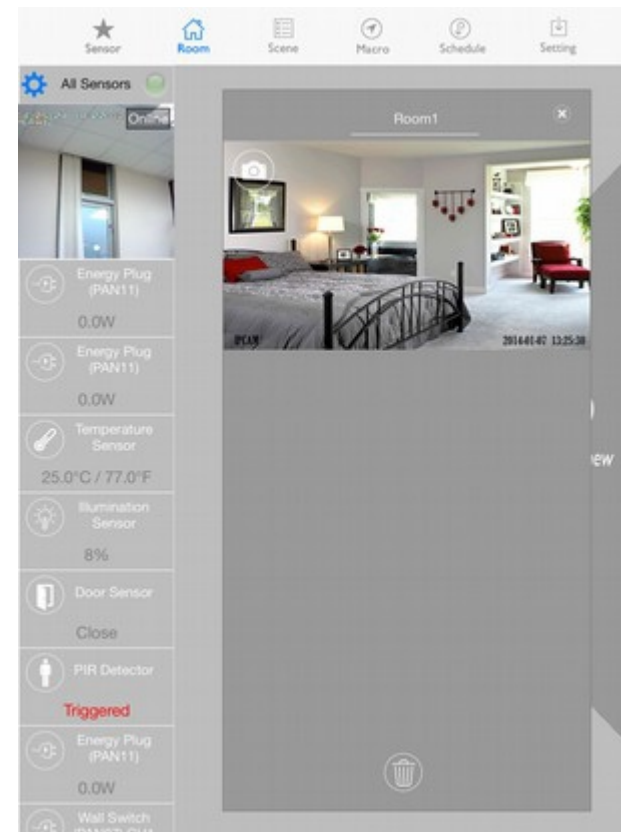 Sensor
Room
Scene
Macro
Schedule
Setting
All Sensors
Online
Energy Plug
(PAN11)
0.0W
Energy Plug
(PAN11)
0.0W
Temperature
Sensor
25.0°C / 77.0°F
Illumination
Sensor
8%
Door Sensor
Close
PIR Detector
Triggered
Energy Plug
(PAN11)
0.0W
Wall Switch
Room1
IPCAM
2014-01-07 13:25:30
ew